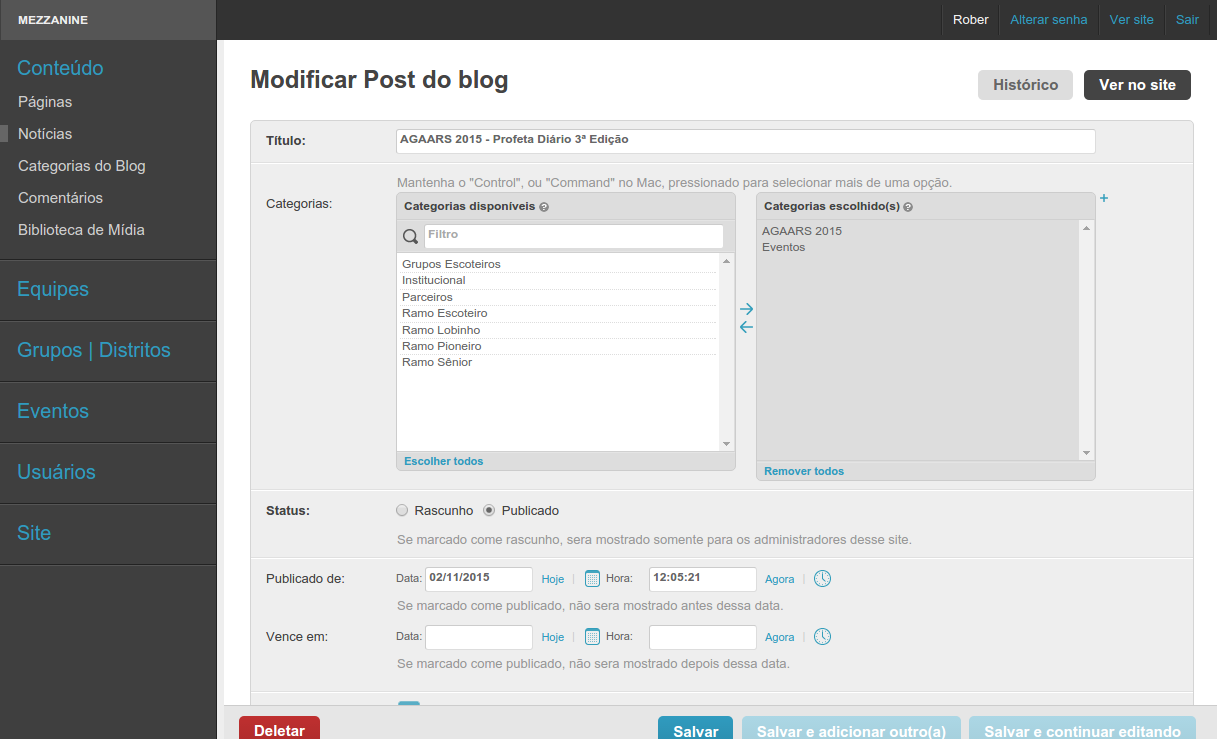 MEZZANINE
Rober Alterar senha Ver site Sair
Conteúdo
Páginas
Notícias
Categorias do Blog
Comentários
Biblioteca de Mídia
Equipes
Grupos | Distritos
Eventos
Usuários
Site
Modificar Post do blog
Histórico Ver no site
Título: AGAARS 2015 - Profeta Diário 3ª Edição
Mantenha o "Control", ou "Command" no Mac, pressionado para selecionar mais de uma opção.
Categorias:
Categorias disponíveis ?
Filtro
Grupos Escoteiros
Institucional
Parceiros
Ramo Escoteiro
Ramo Lobinho
Ramo Pioneiro
Ramo Sênior
Escolher todos
Categorias escolhido(s) ?
AGAARS 2015
Eventos
Remover todos
Status: Rascunho Publicado
Se marcado come rascunho, sera mostrado somente para os administradores desse site.
Publicado de: Data: 02/11/2015 Hoje | Hora: 12:05:21 Agora |
Se marcado come publicado, não sera mostrado antes dessa data.
Vence em: Data: Hoje | Hora: Agora |
Se marcado come publicado, não sera mostrado depois dessa data.
Deletar Salvar Salvar e adicionar outro(a) Salvar e continuar editando